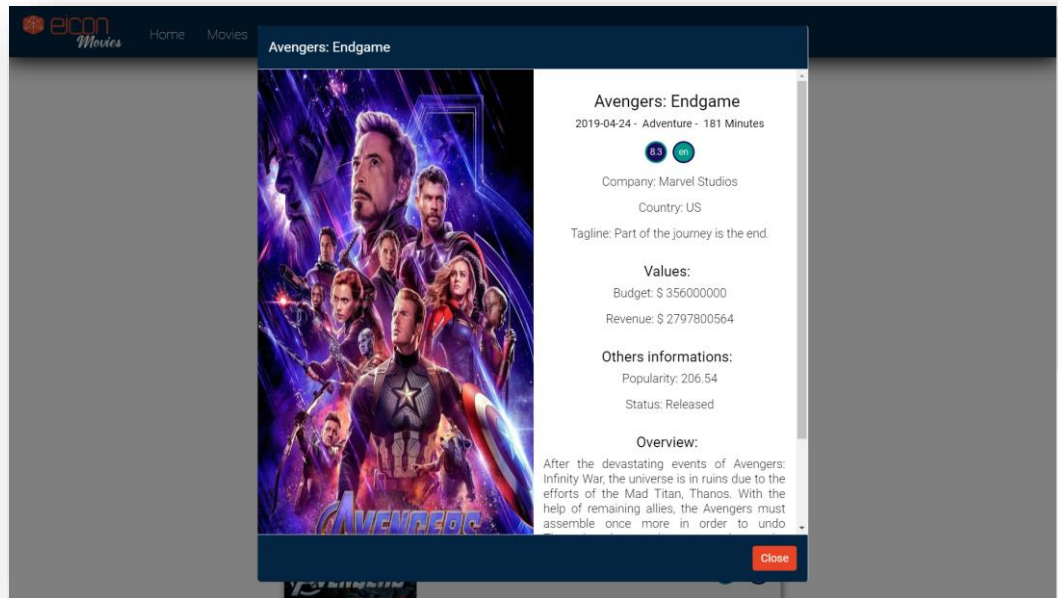 eicon
Movies
Home
Movies
Avengers: Endgame
Avengers: Endgame
2019-04-24 - Adventure - 181 Minutes
8.3 en
Company: Marvel Studios
Country: US
Tagline: Part of the journey is the end.
Values:
Budget: $ 356000000
Revenue: $ 2797800564
Others informations:
Popularity: 206.54
Status: Released
Overview:
After the devastating events of Avengers:
Infinity War, the universe is in ruins due to the
efforts of the Mad Titan, Thanos. With the
help of remaining allies, the Avengers must
assemble once more in order to undo
AVENGERS
Close
AVENGERS